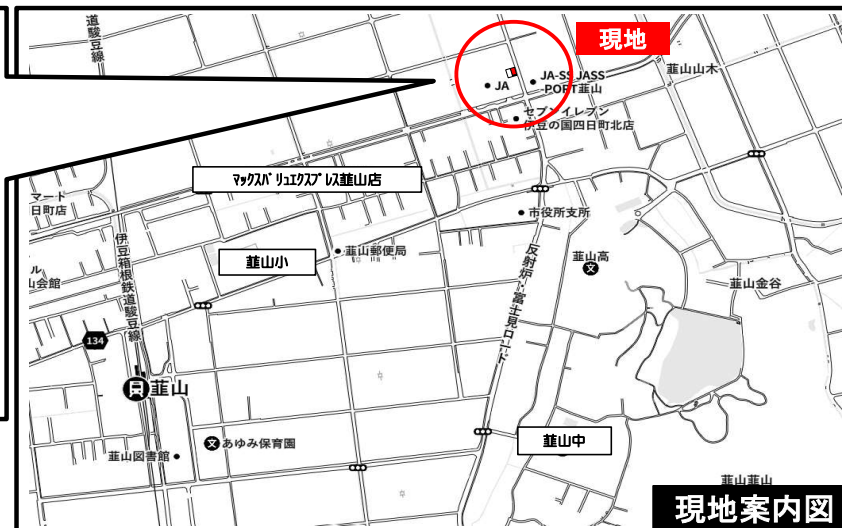 道駿豆線
現地
JA
JA-SS JASS
-PORT韮山
韮山山木
セブンイレブン
伊豆の国四日町北店
マックスバリュエクスプレス韮山店
マート
日町店
市役所支所
伊豆箱根鉄道駿豆線
韮山郵便局
反射炉・富士見ロード
韮山高
文
ル
山会館
韮山小
韮山金谷
134
韮山
文
あゆみ保育園
韮山図書館
韮山中
韮山韮山
現地案内図